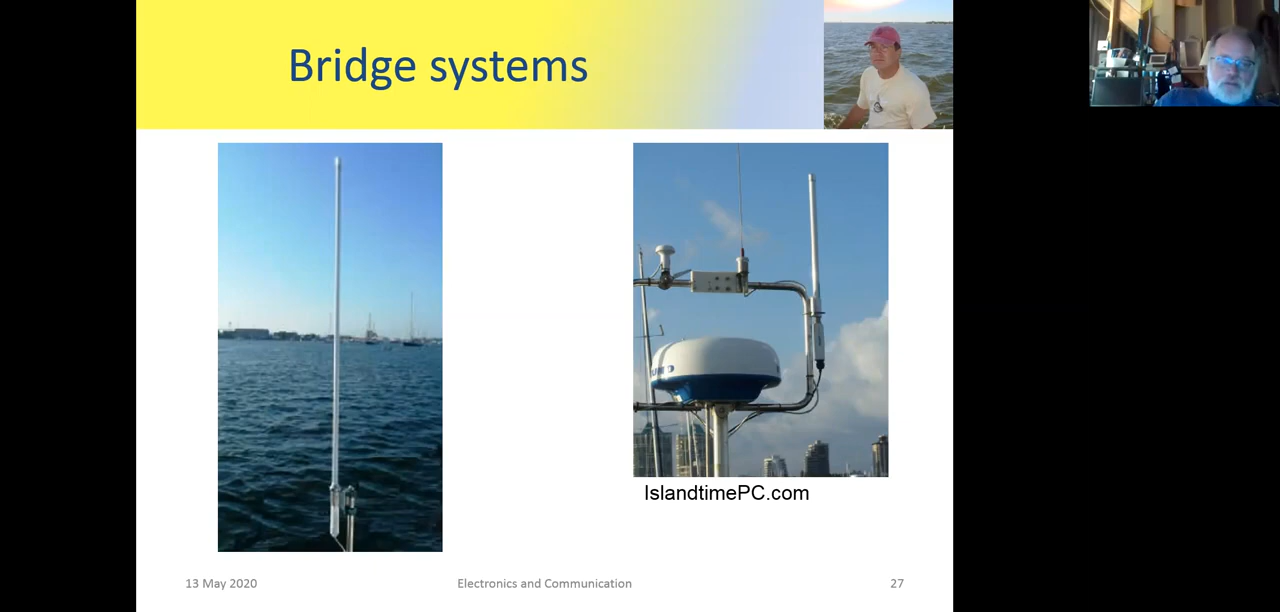 Bridge systems
IslandtimePC.com
13 May 2020
Electronics and Communication
27